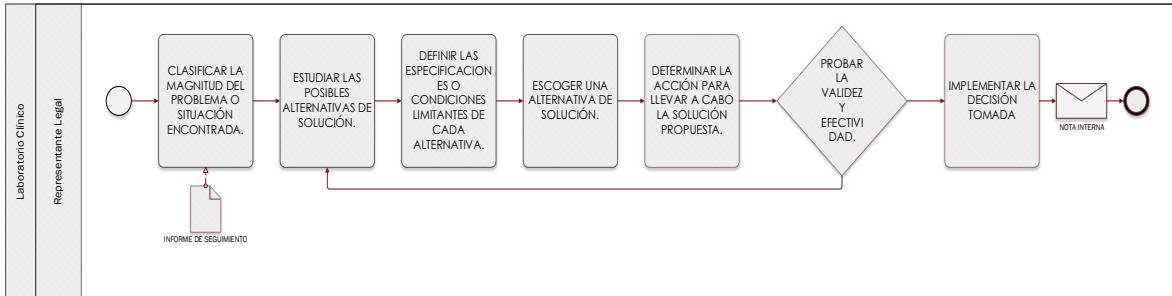 Laboratorio Clínico
Representante Legal
CLASIFICAR LA
MAGNITUD DEL
PROBLEMA O
SITUACIÓN
ENCONTRADA.
INFORME DE SEGUIMIENTO
ESTUDIAR LAS
POSIBLES
ALTERNATIVAS DE
SOLUCIÓN.
DEFINIR LAS
ESPECIFICACION
ES O
CONDICIONES
LIMITANTES DE
CADA
ALTERNATIVA.
ESCOGER UNA
ALTERNATIVA DE
SOLUCIÓN.
DETERMINAR LA
ACCIÓN PARA
LLEVAR A CABO
LA SOLUCIÓN
PROPUESTA.
PROBAR
LA
VALIDEZ
Y
EFECTIVI
DAD.
IMPLEMENTAR LA
DECISIÓN
TOMADA
NOTA INTERNA